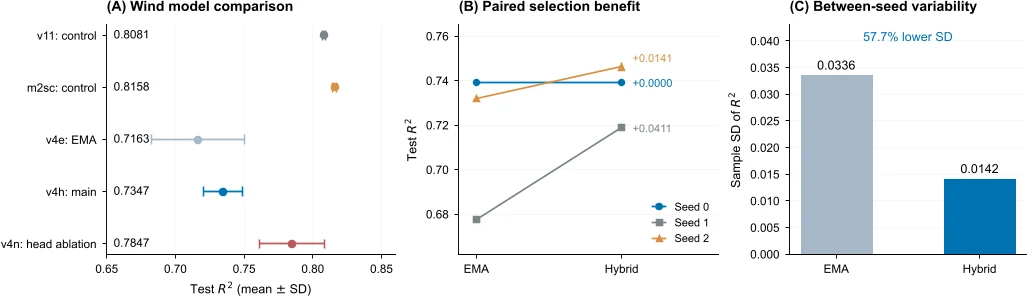 (A) Wind model comparison
v11: control
0.8081
m2sc: control
0.8158
v4e: EMA
0.7163
v4h: main
0.7347
v4n: head ablation
0.7847
0.65
0.70
0.75
0.80
0.85
Test R² (mean ± SD)
(B) Paired selection benefit
0.76
0.74
0.72
0.70
0.68
Test R²
+0.0141
+0.0000
+0.0411
Seed 0
Seed 1
Seed 2
EMA
Hybrid
(C) Between-seed variability
57.7% lower SD
0.040
0.035
0.030
0.025
0.020
0.015
0.010
0.005
0.000
Sample SD of R²
0.0336
0.0142
EMA
Hybrid